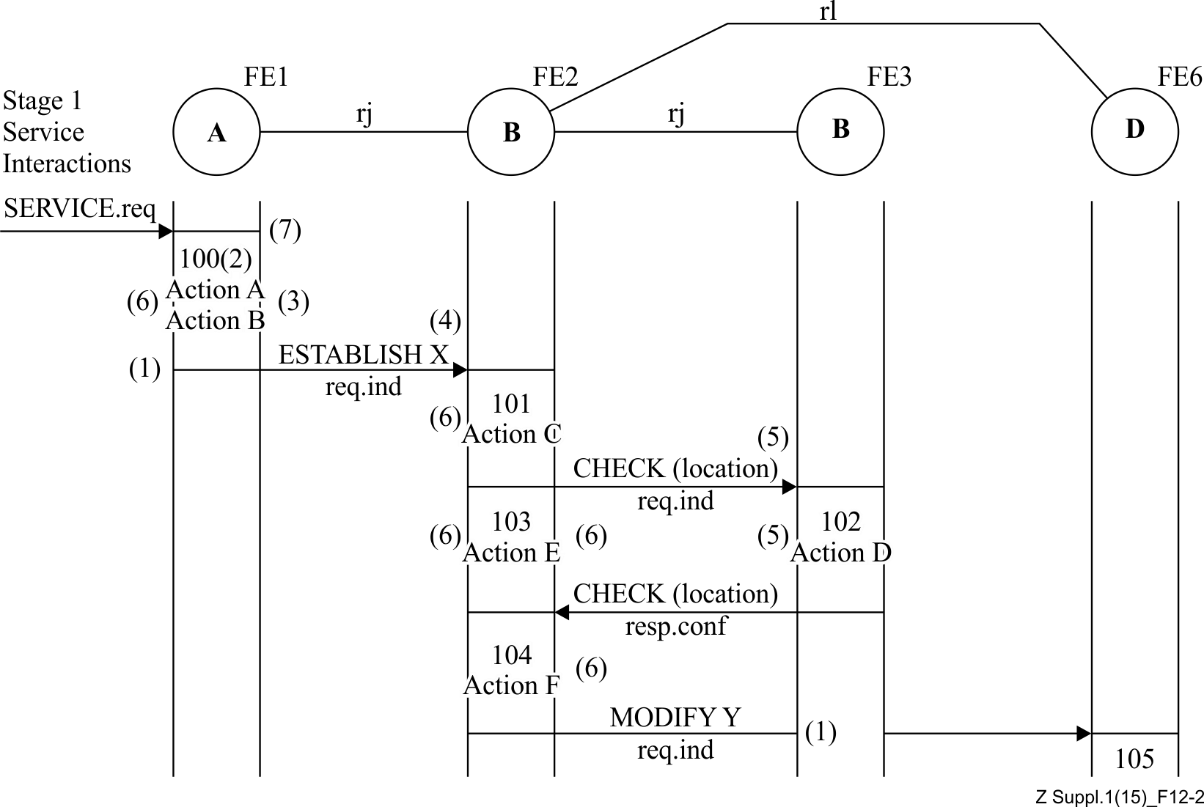 rl
FE1
FE2
FE3
FE6
Stage 1
Service
Interactions
A
rj
B
rj
B
D
SERVICE.req
(7)
100(2)
(6) Action A (3)
Action B
(4)
(1) ESTABLISH X
req.ind
(6) 101
Action C
(5)
CHECK (location)
req.ind
(6) 103 (6) (5) 102
Action E Action D
CHECK (location)
resp.conf
104 (6)
Action F
MODIFY Y
(1)
req.ind
105
Z Suppl.1(15)_F12-2